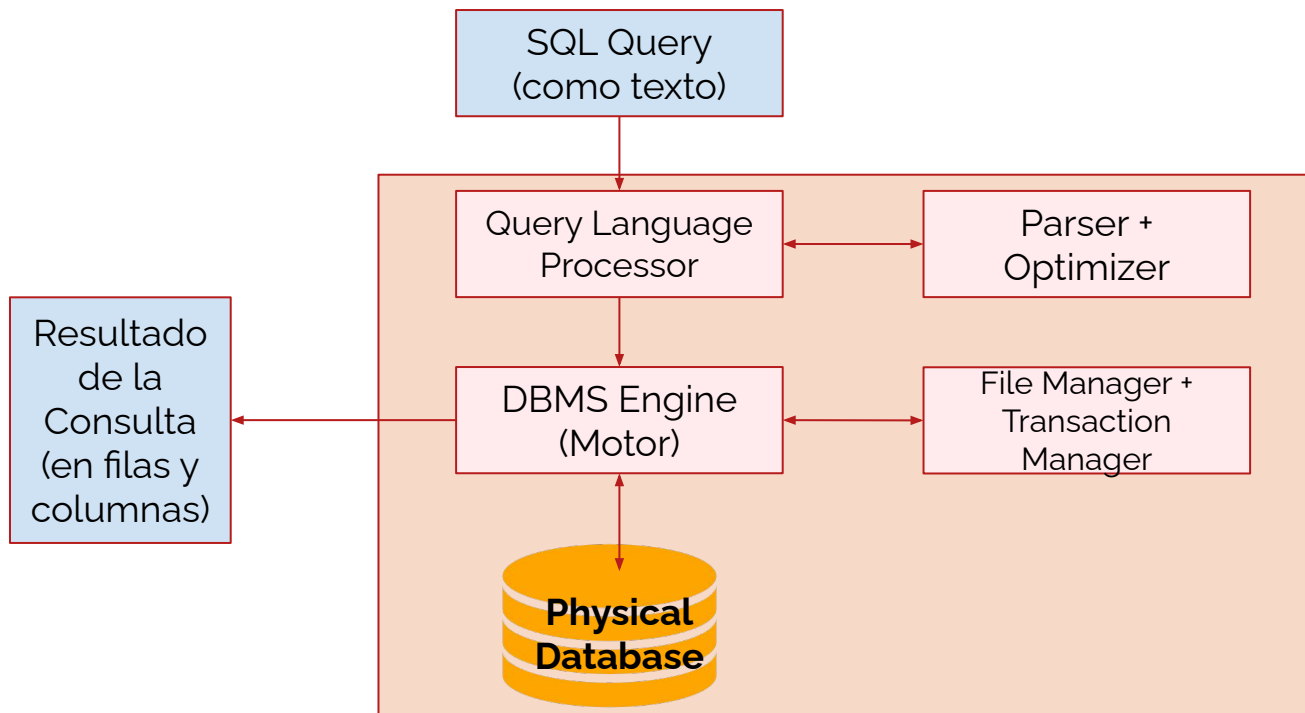 SQL Query
(como texto)
Query Language
Processor
Parser +
Optimizer
Resultado
de la
Consulta
(en filas y
columnas)
DBMS Engine
(Motor)
File Manager +
Transaction
Manager
Physical
Database